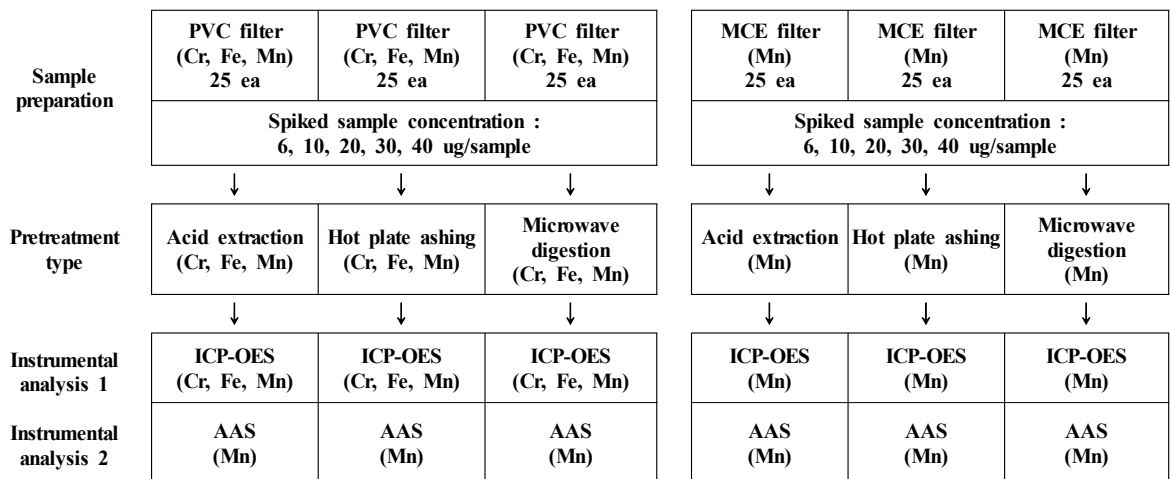 Sample
preparation
PVC filter
(Cr, Fe, Mn)
25 ea
PVC filter
(Cr, Fe, Mn)
25 ea
PVC filter
(Cr, Fe, Mn)
25 ea
MCE filter
(Mn)
25 ea
MCE filter
(Mn)
25 ea
MCE filter
(Mn)
25 ea
Spiked sample concentration :
6, 10, 20, 30, 40 ug/sample
Spiked sample concentration :
6, 10, 20, 30, 40 ug/sample
Pretreatment
type
Acid extraction
(Cr, Fe, Mn)
Hot plate ashing
(Cr, Fe, Mn)
Microwave
digestion
(Cr, Fe, Mn)
Acid extraction
(Mn)
Hot plate ashing
(Mn)
Microwave
digestion
(Mn)
Instrumental
analysis 1
ICP-OES
(Cr, Fe, Mn)
ICP-OES
(Cr, Fe, Mn)
ICP-OES
(Cr, Fe, Mn)
ICP-OES
(Mn)
ICP-OES
(Mn)
ICP-OES
(Mn)
Instrumental
analysis 2
AAS
(Mn)
AAS
(Mn)
AAS
(Mn)
AAS
(Mn)
AAS
(Mn)
AAS
(Mn)